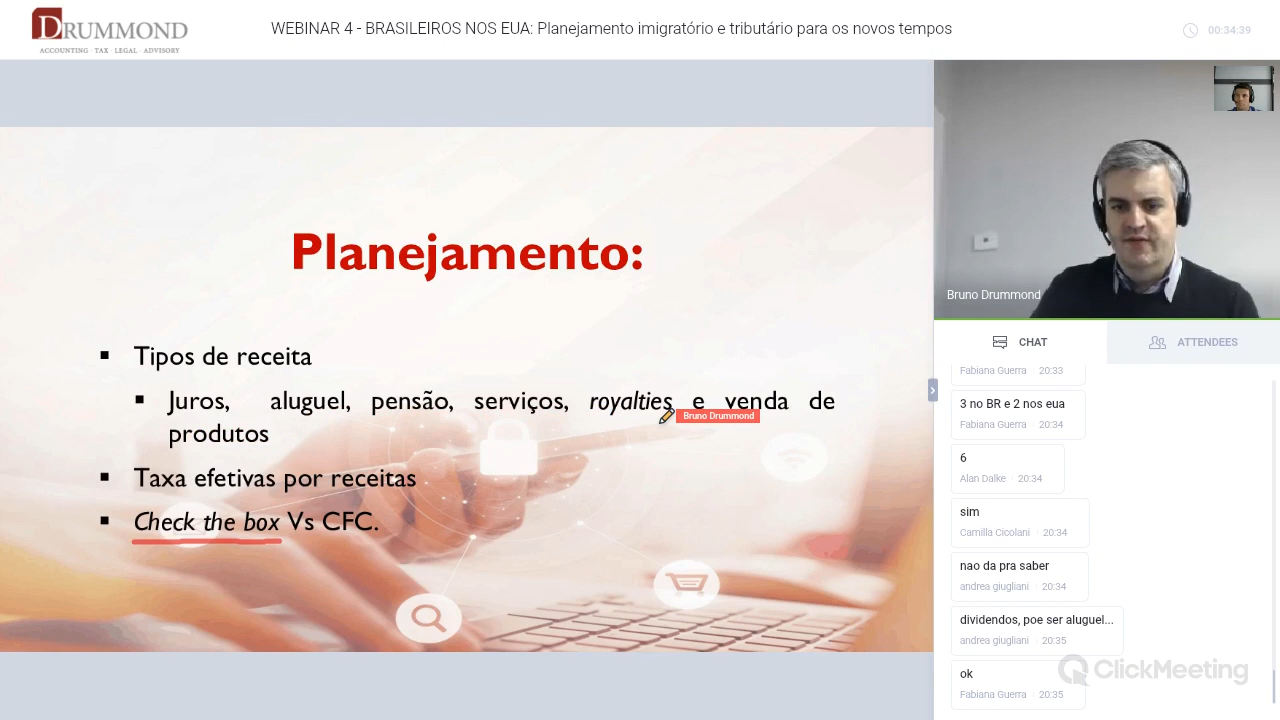 DRUMMOND
ACCOUNTING · TAX · LEGAL · ADVISORY
WEBINAR 4 - BRASILEIROS NOS EUA: Planejamento imigratório e tributário para os novos tempos
00:34:39
Planejamento:
Tipos de receita
Juros, aluguel, pensão, serviços, royalties e venda de
produtos
Bruno Drummond
Taxa efetivas por receitas
Check the box Vs CFC.
Bruno Drummond
CHAT
ATTENDEES
Fabiana Guerra · 20:33
3 no BR e 2 nos eua
Fabiana Guerra · 20:34
6
Alan Dalke · 20:34
sim
Camilla Cicolani · 20:34
nao da pra saber
andrea giugliani · 20:34
dividendos, poe ser aluguel...
andrea giugliani · 20:35
ok
Fabiana Guerra · 20:35
ClickMeeting